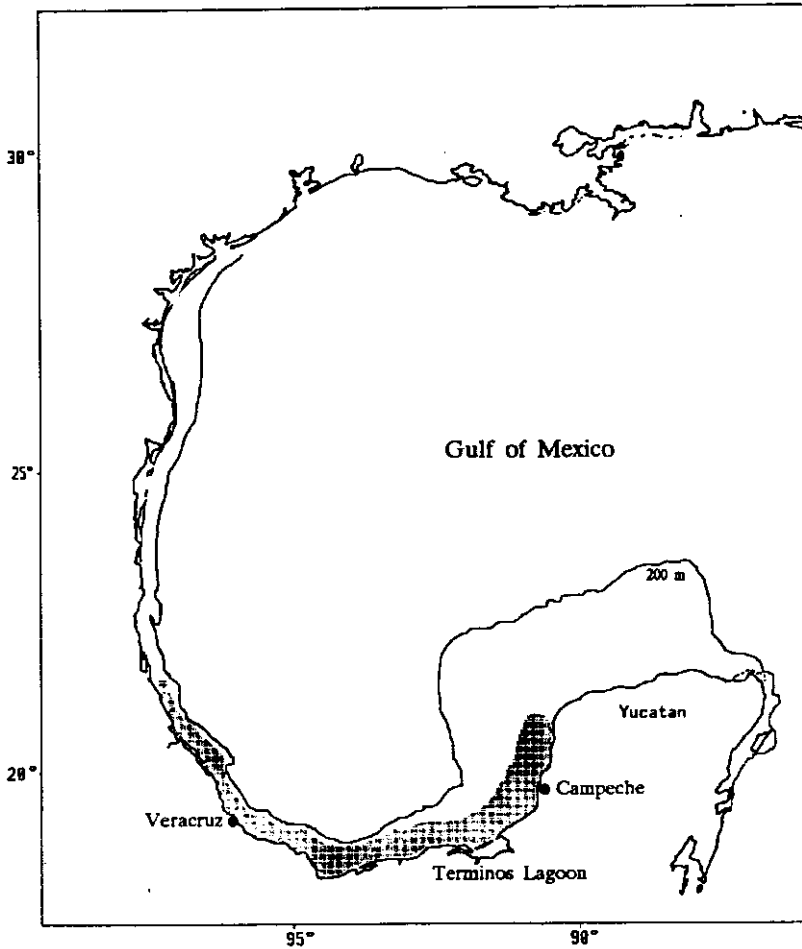 30°
Gulf of Mexico
25°
200 m
Yucatan
20°
Campeche
Veracruz
Terminos Lagoon
95°
90°